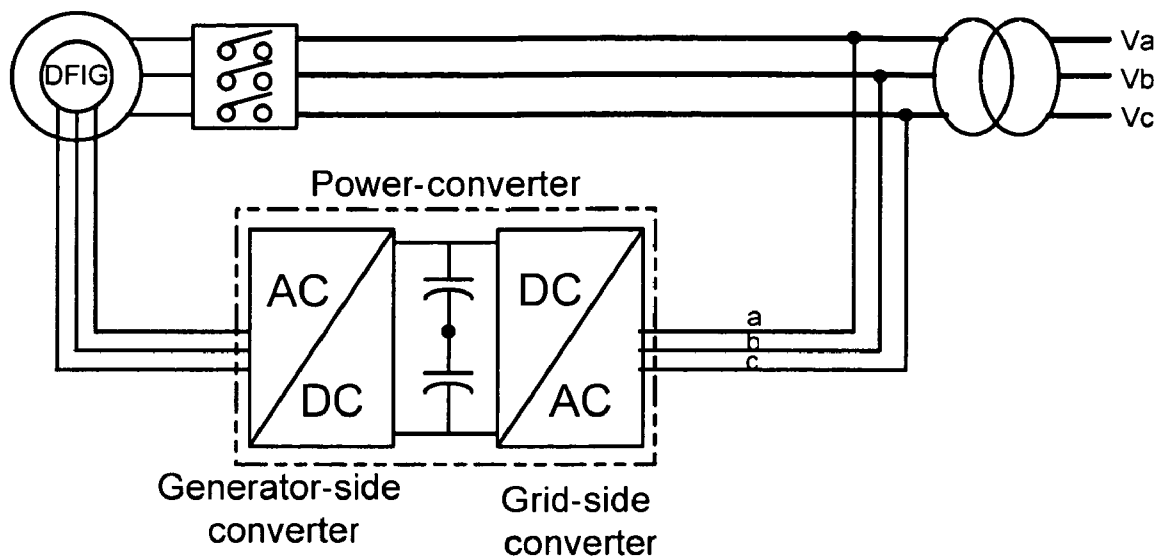 DFIG
Va
Vb
Vc
Power-converter
AC
DC
DC
AC
a
b
c
Generator-side
converter
Grid-side
converter